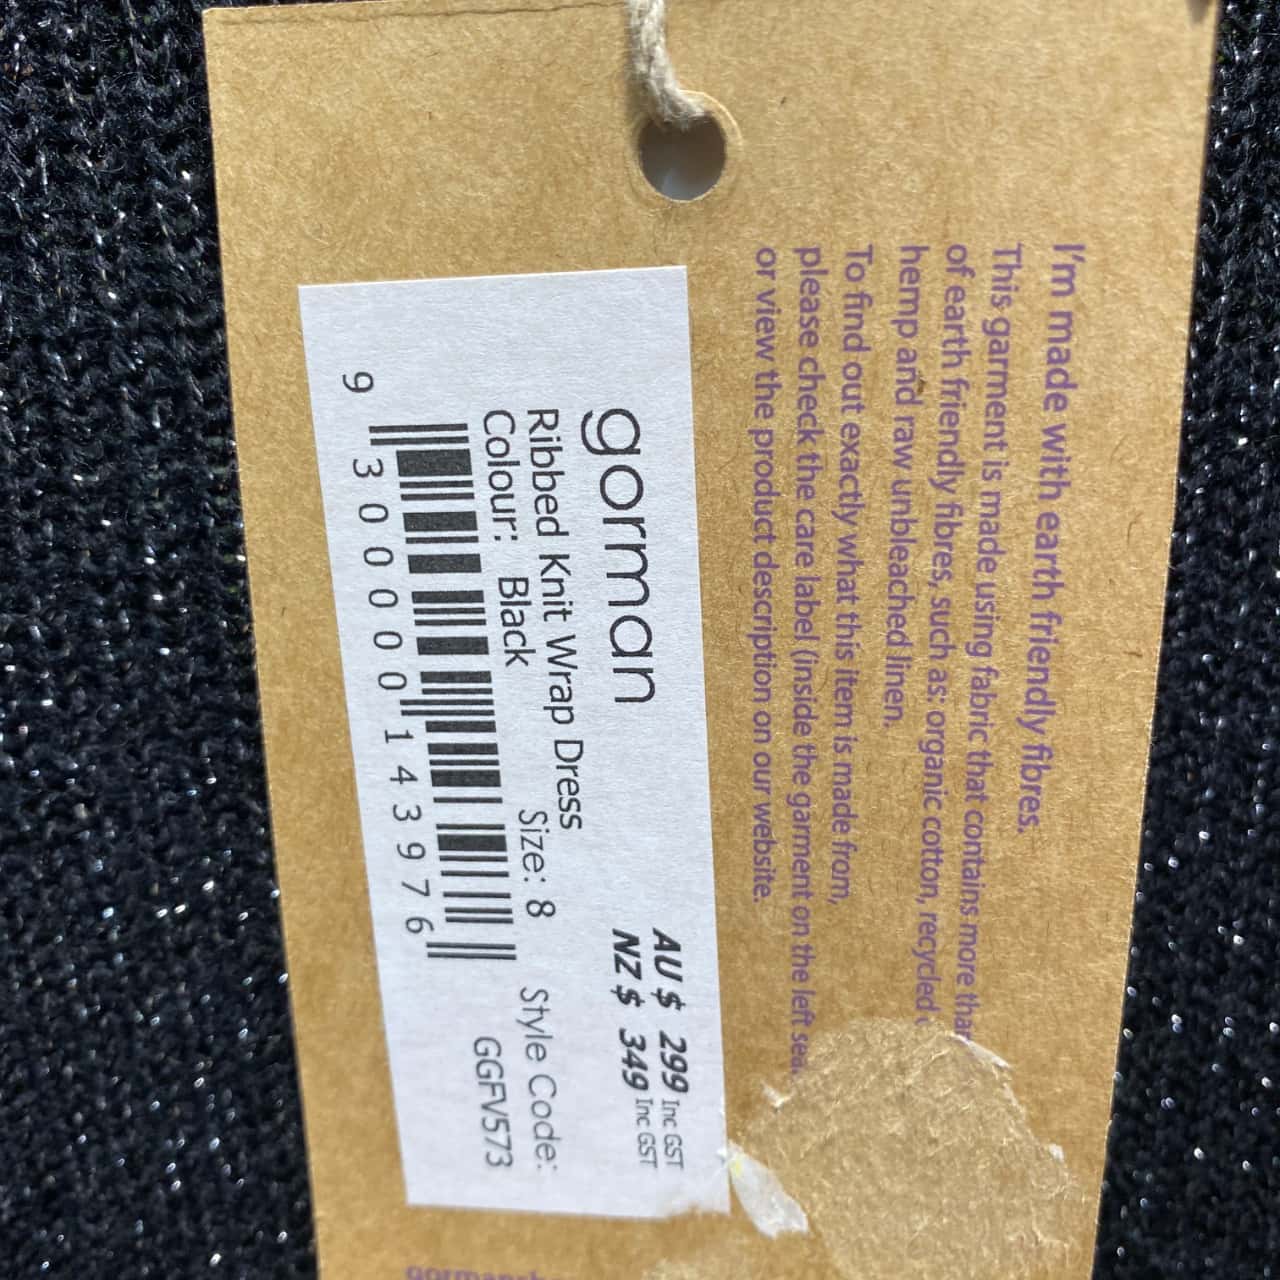 I'm made with earth friendly fibres.
This garment is made using fabric that contains more than
of earth friendly fibres, such as: organic cotton, recycled
hemp and raw unbleached linen.
To find out exactly what this item is made from,
please check the care label (inside the garment on the left
or view the product description on our website.
gorman
AU $ 299 Inc GST
NZ $ 349 Inc GST
Ribbed Knit Wrap Dress
Colour: Black
Size: 8
Style Code:
GGFV573
9 300000 143976